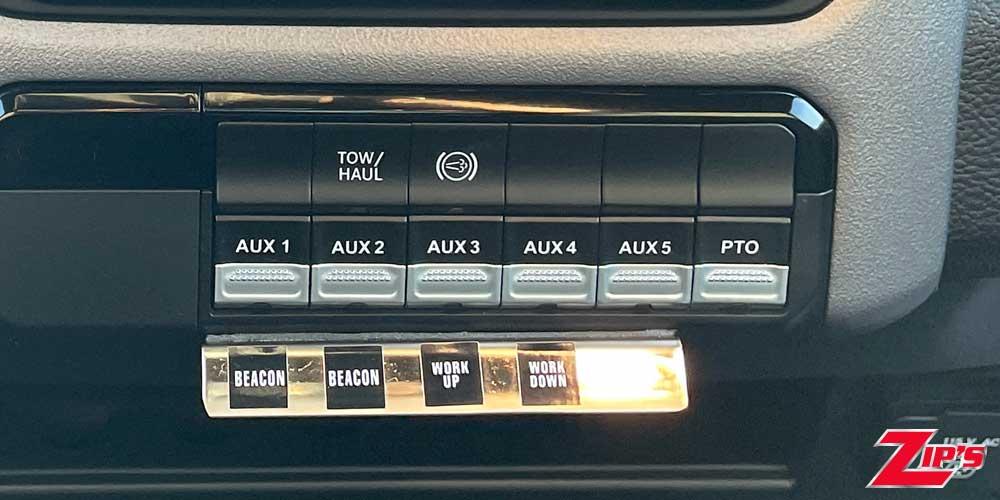 TOW/
HAUL
AUX 1 AUX 2 AUX 3 AUX 4 AUX 5 PTO
BEACON BEACON WORK UP WORK DOWN
ZIP'S